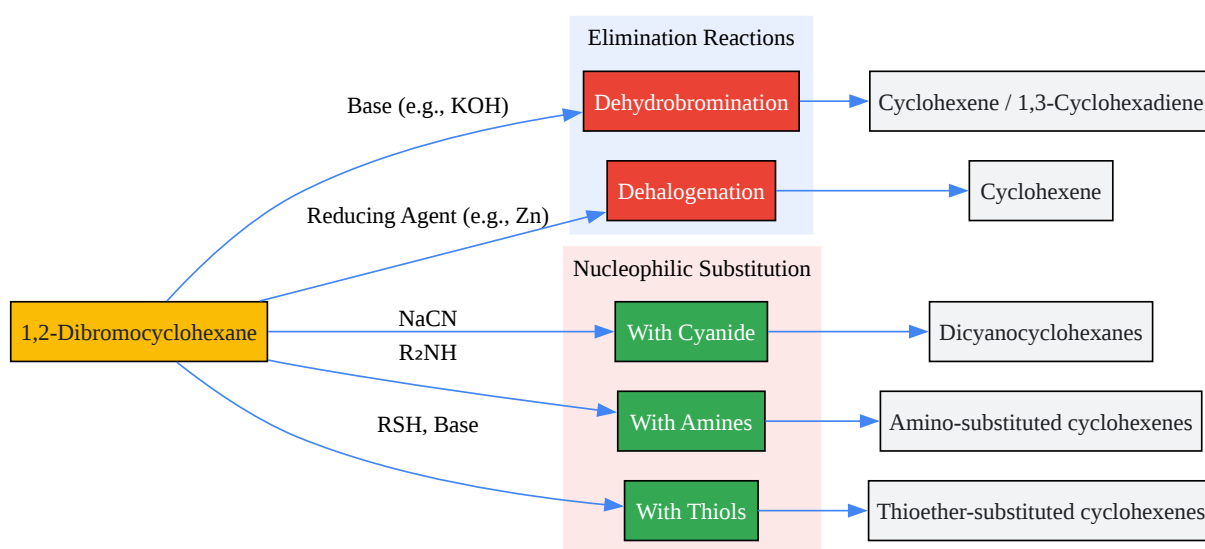 Elimination Reactions
Base (e.g., KOH)
Dehydrobromination
Cyclohexene / 1,3-Cyclohexadiene
Reducing Agent (e.g., Zn)
Dehalogenation
Cyclohexene
Nucleophilic Substitution
1,2-Dibromocyclohexane
NaCN
With Cyanide
Dicyanocyclohexanes
R₂NH
With Amines
Amino-substituted cyclohexenes
RSH, Base
With Thiols
Thioether-substituted cyclohexenes